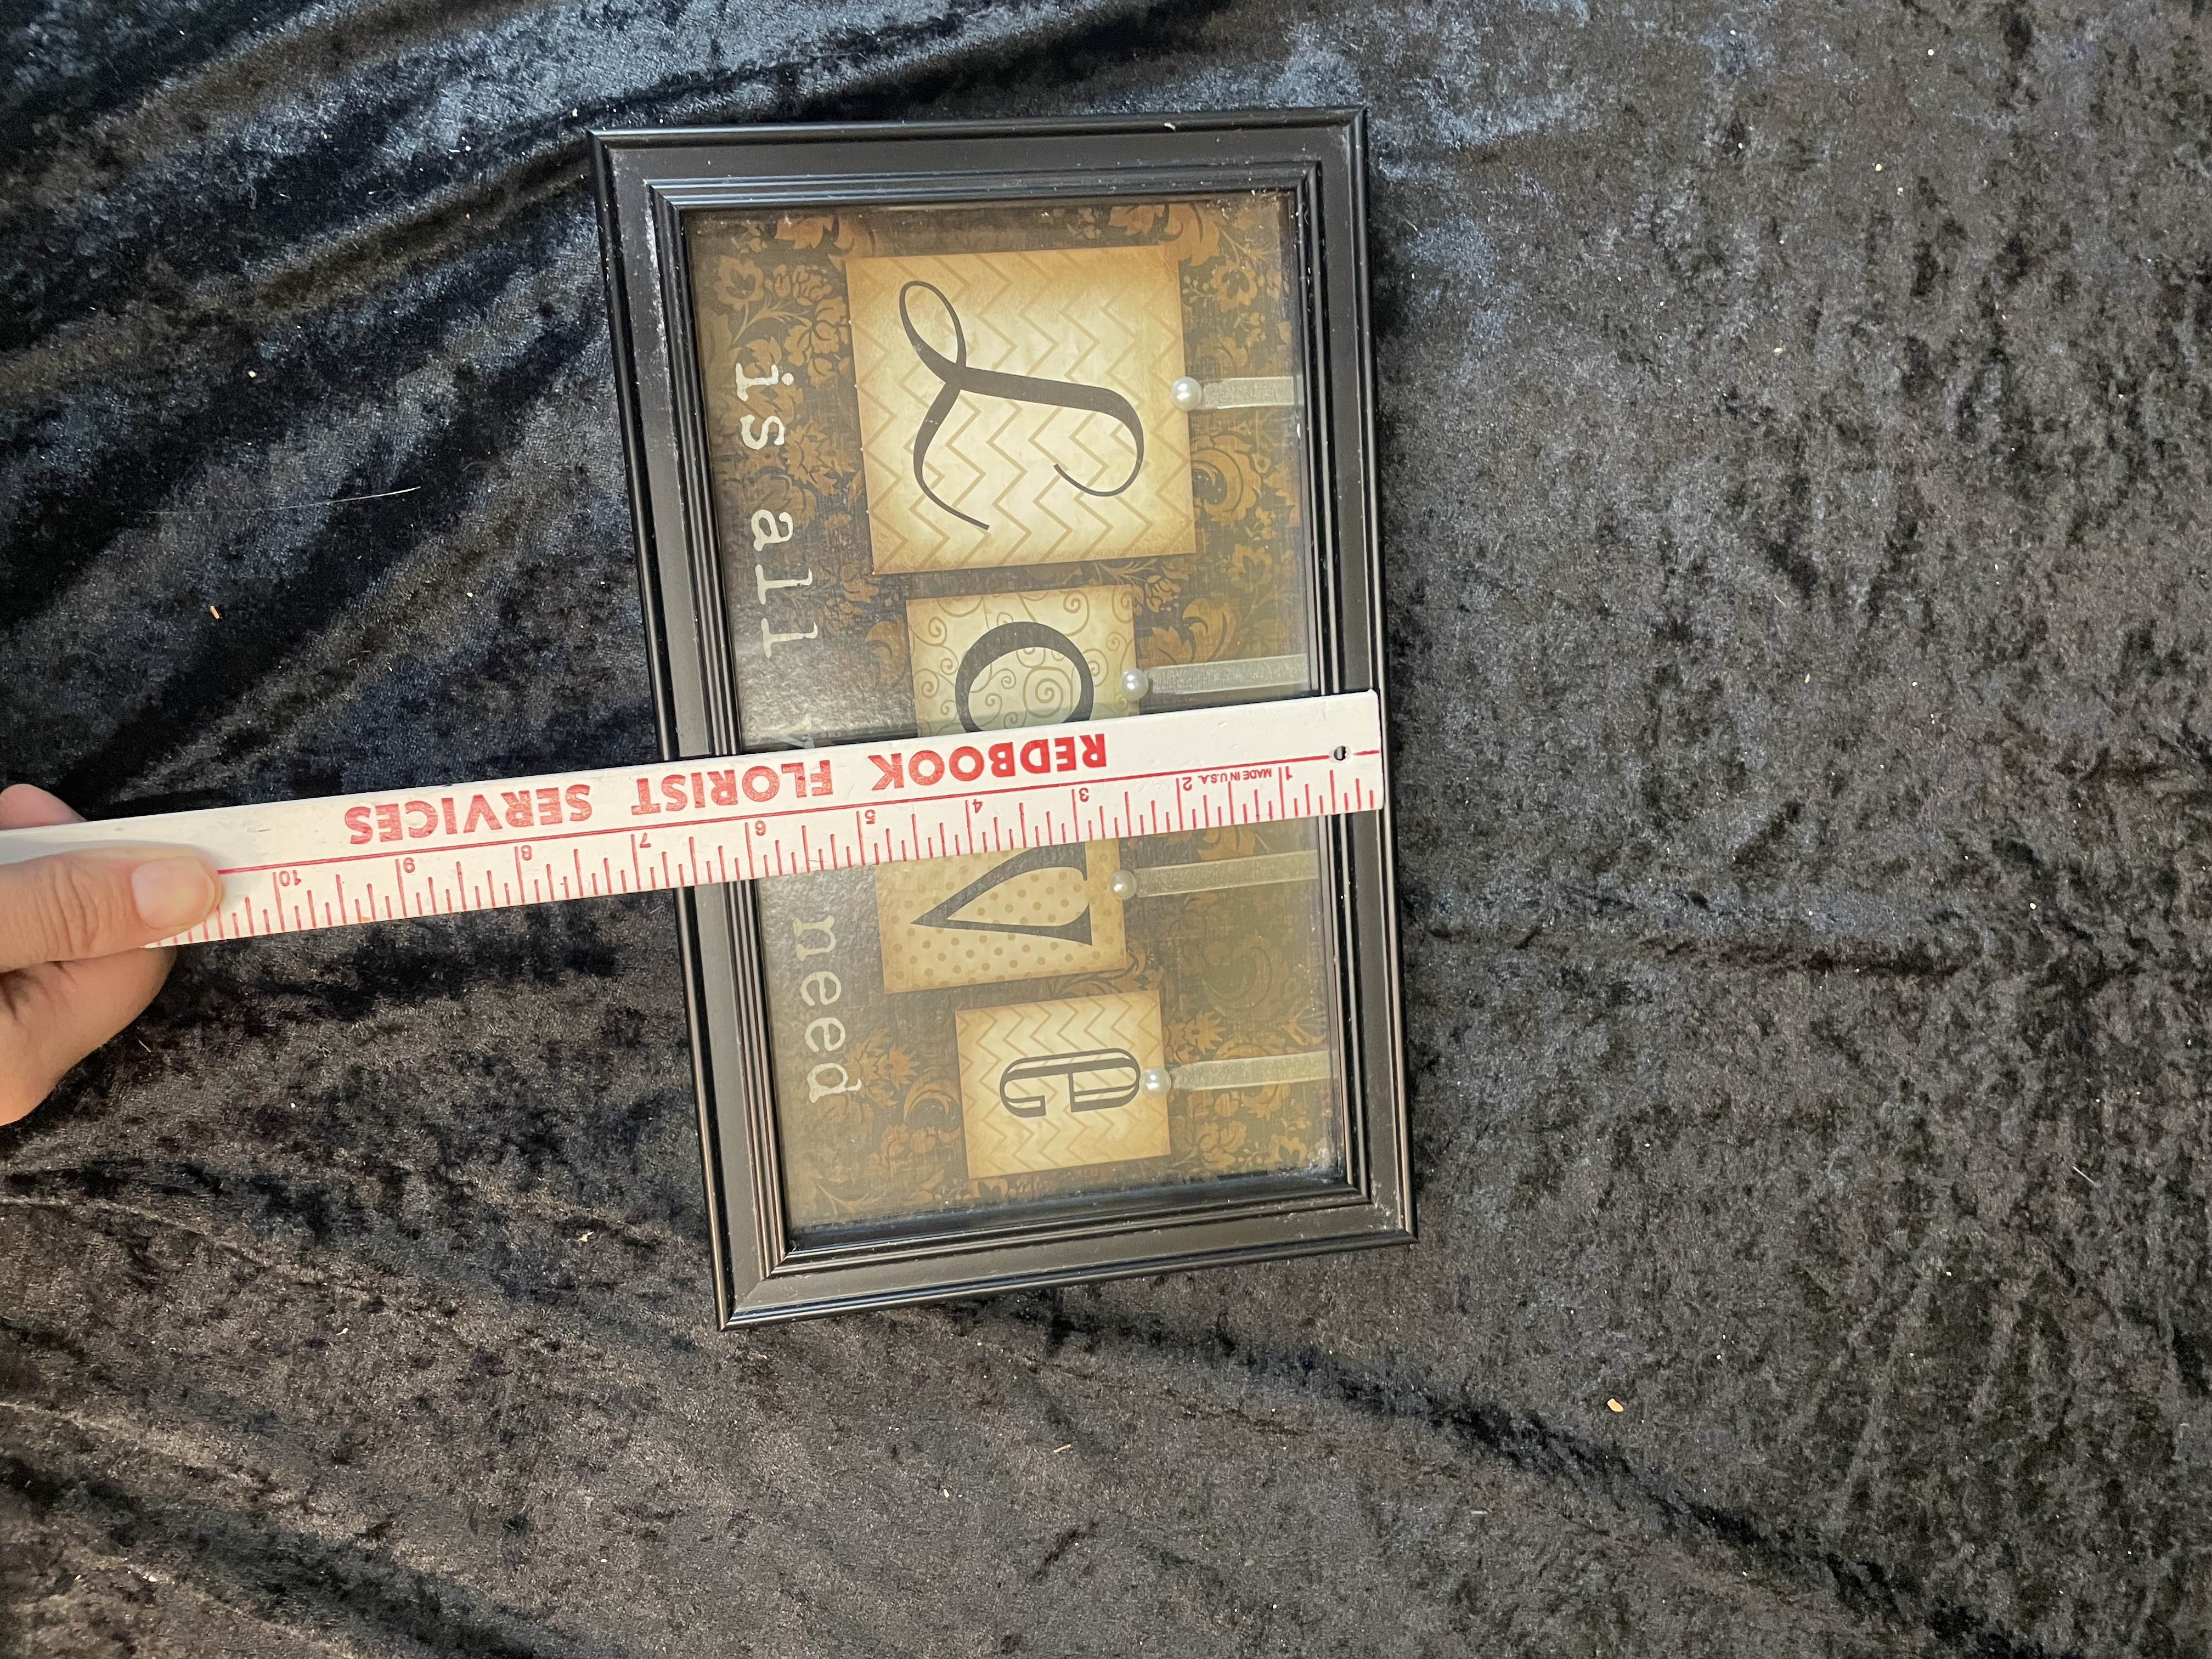 L
o
v
e
is all
need
REDBOOK FLORIST SERVICES
MADE IN U.S.A.
1 2 3 4 5 6 7 8 9 10